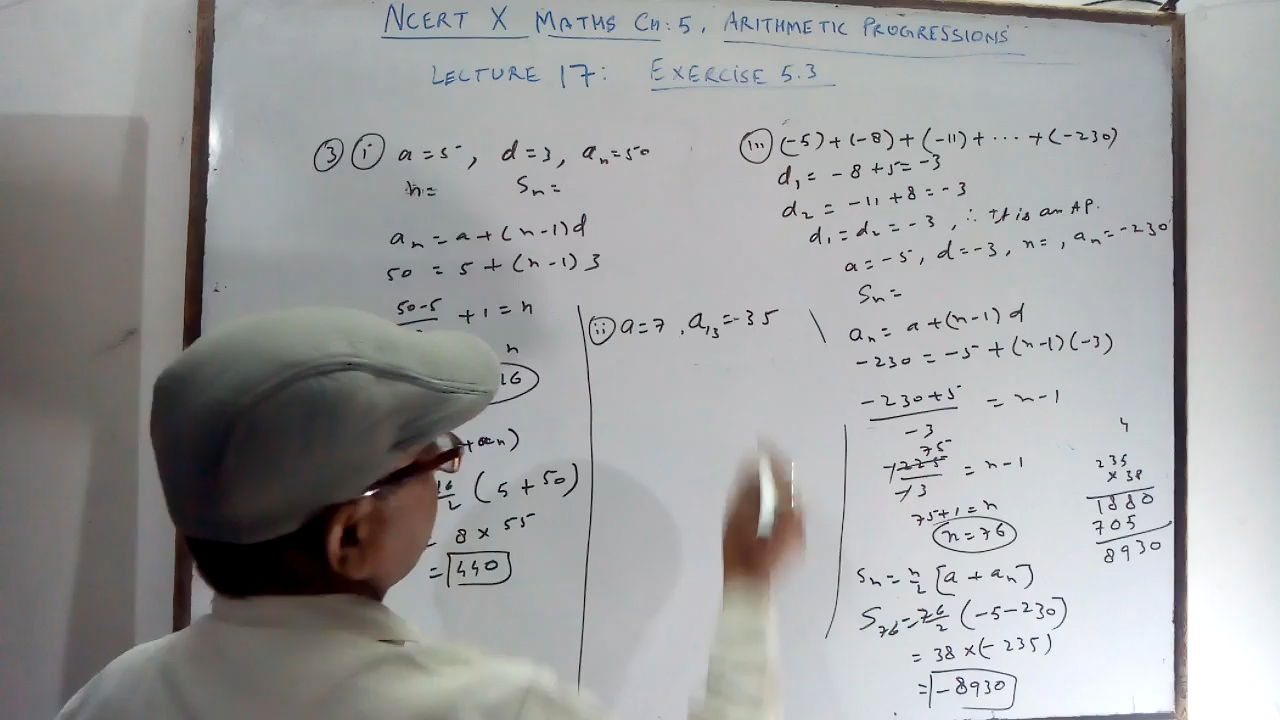 NCERT X MATHS CH: 5, ARITHMETIC PROGRESSIONS
LECTURE 17: EXERCISE 5.3
3 i a = 5, d = 3, an = 50
n = Sn =
an = a + (n-1) d
50 = 5 + (n-1) 3
50-5 + 1 = n
n
16
+ an)
16/2 (5 + 50)
= 8 × 55
= 440
ii a = 7, a13 = -35
iii (-5) + (-8) + (-11) + ... + (-230)
d1 = -8 + 5 = -3
d2 = -11 + 8 = -3
d1 = d2 = -3, ∴ It is an AP.
a = -5, d = -3, n = , an = -230
Sn =
an = a + (n-1) d
-230 = -5 + (n-1) (-3)
-230+5 / -3 = n-1
75
-225 / -3 = n-1
75+1 = n
n = 76
Sn = n/2 [a + an]
S76 = 76/2 (-5-230)
= 38 × (-235)
= -8930
4
235
× 38
1880
705
8930